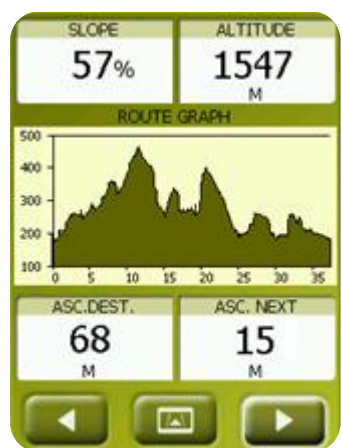 SLOPE ALTITUDE
57% 1547
M
ROUTE GRAPH
500
400
300
200
100
0 5 10 15 20 25 30 35
ASC.DEST. ASC. NEXT
68 15
M M